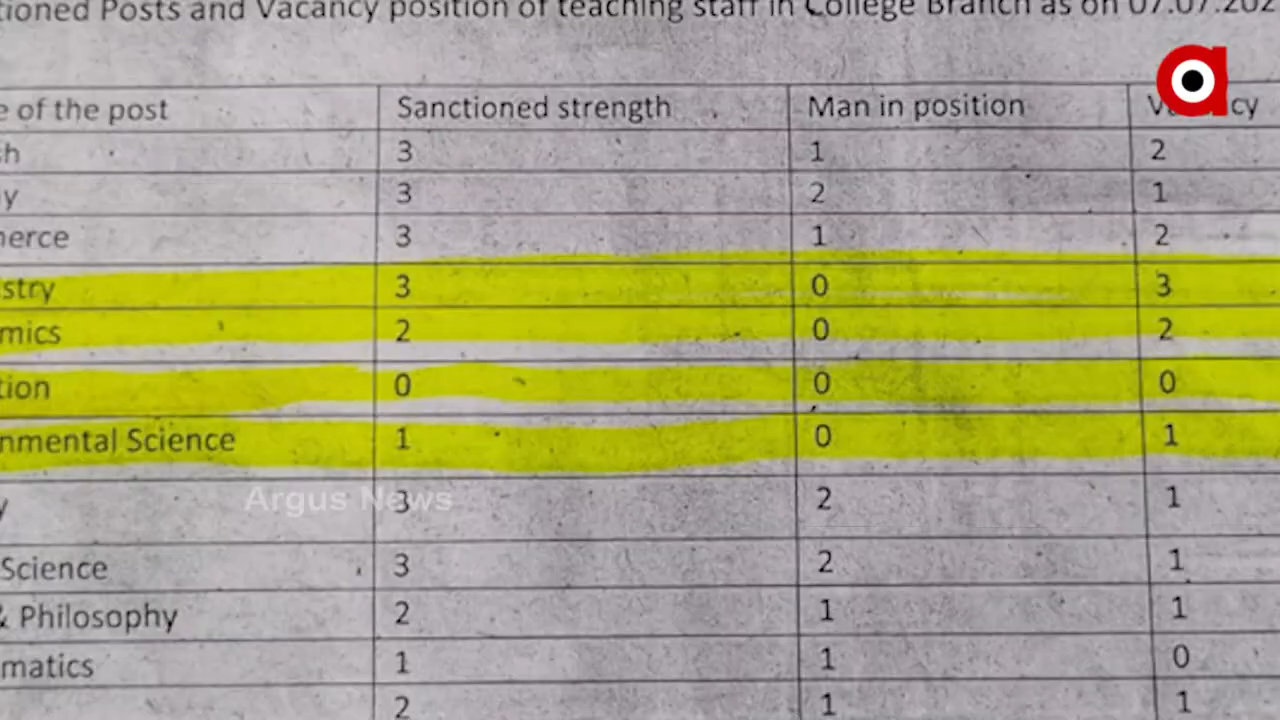 tioned Posts and Vacancy position of teaching staff in College Branch as on 07.07.202
e of the post Sanctioned strength Man in position V cy
sh 3 1 2
y 3 2 1
merce 3 1 2
istry 3 0 3
mics 2 0 2
tion 0 0 0
nmental Science 1 0 1
y 3 2 1
Argus News
Science 3 2 1
& Philosophy 2 1 1
matics 1 1 0
2 1 1